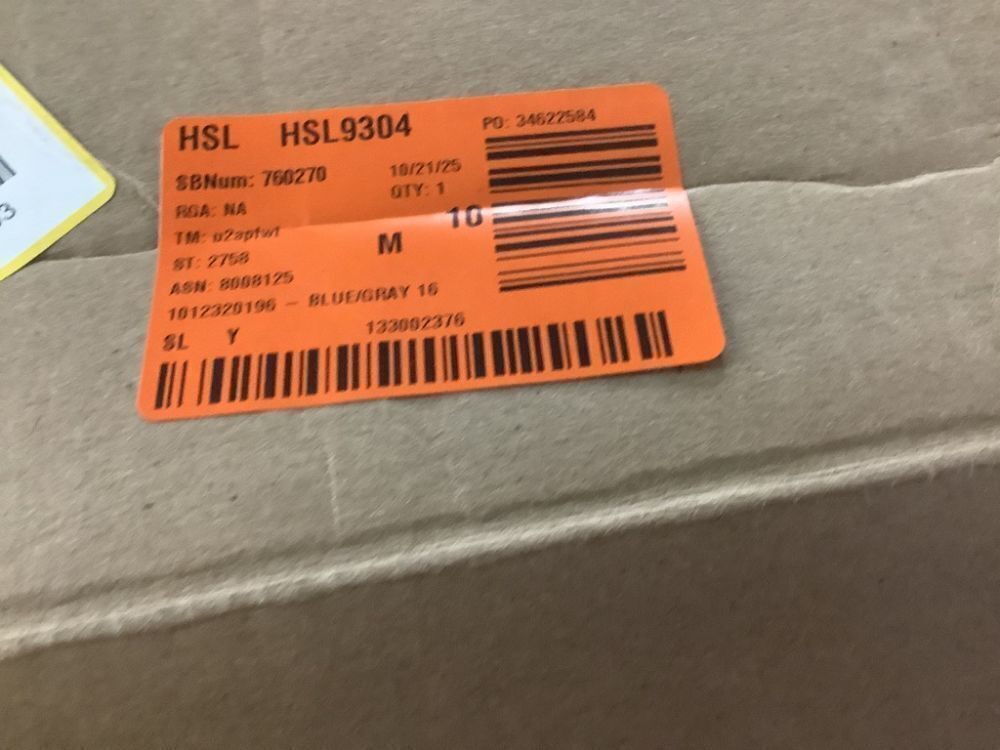 HSL HSL9304
PO: 34622584
SBNum: 760270
10/21/25
QTY: 1
RGA: NA
10
TM: u2apfwf
M
ST: 2758
ASN: 8008125
1012320196 - BLUE/GRAY 16
SL Y
133002376